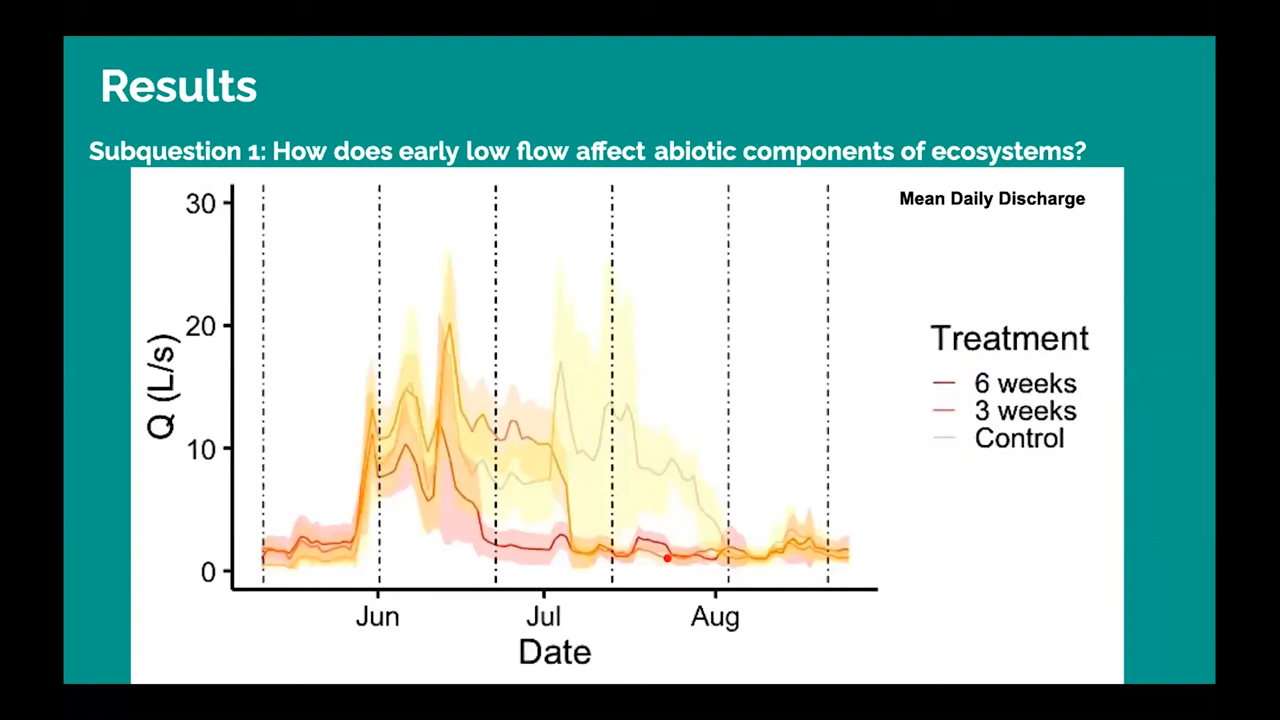 Results
Subquestion 1: How does early low flow affect abiotic components of ecosystems?
Mean Daily Discharge
30
20
10
0
Q (L/s)
Jun
Jul
Aug
Date
Treatment
6 weeks
3 weeks
Control